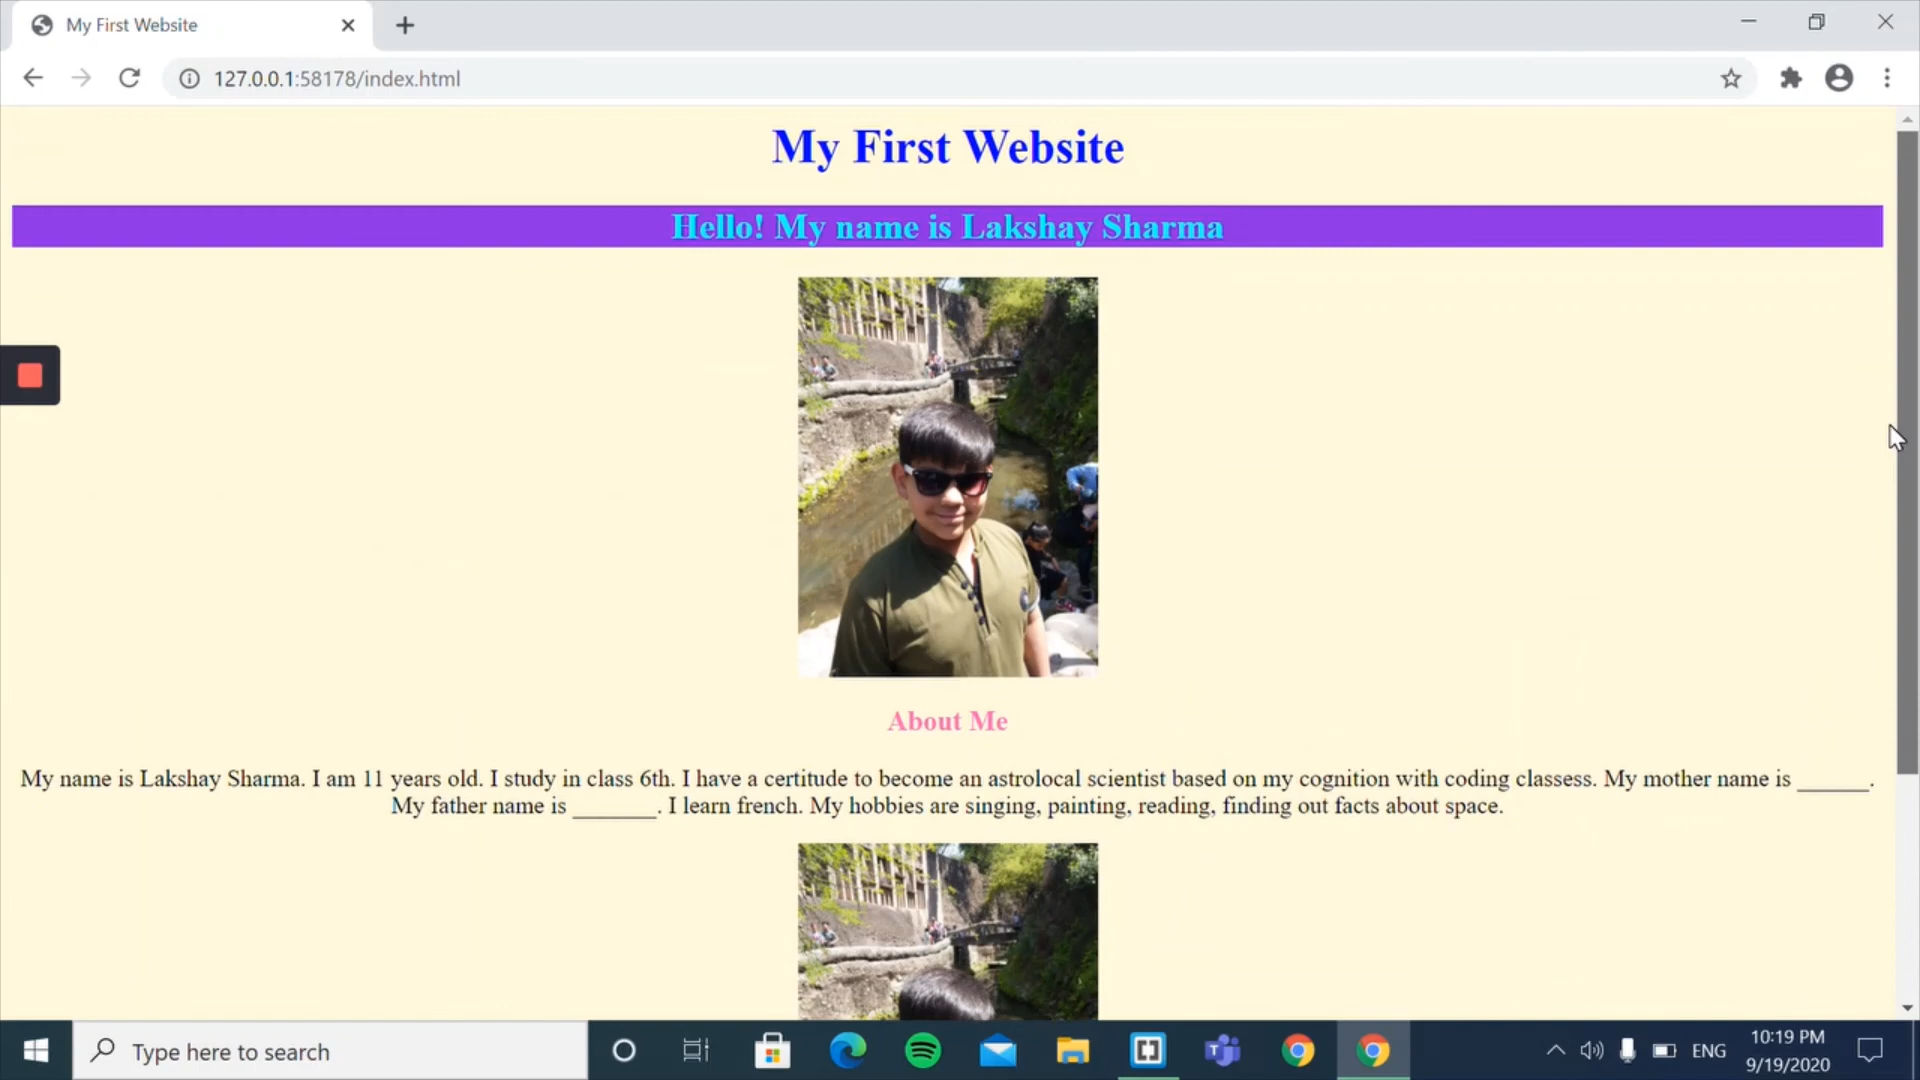 My First Website
127.0.0.1:58178/index.html
My First Website
Hello! My name is Lakshay Sharma
About Me
My name is Lakshay Sharma. I am 11 years old. I study in class 6th. I have a certitude to become an astrolocal scientist based on my cognition with coding classess. My mother name is ______.
My father name is _______. I learn french. My hobbies are singing, painting, reading, finding out facts about space.
Type here to search
ENG
10:19 PM
9/19/2020